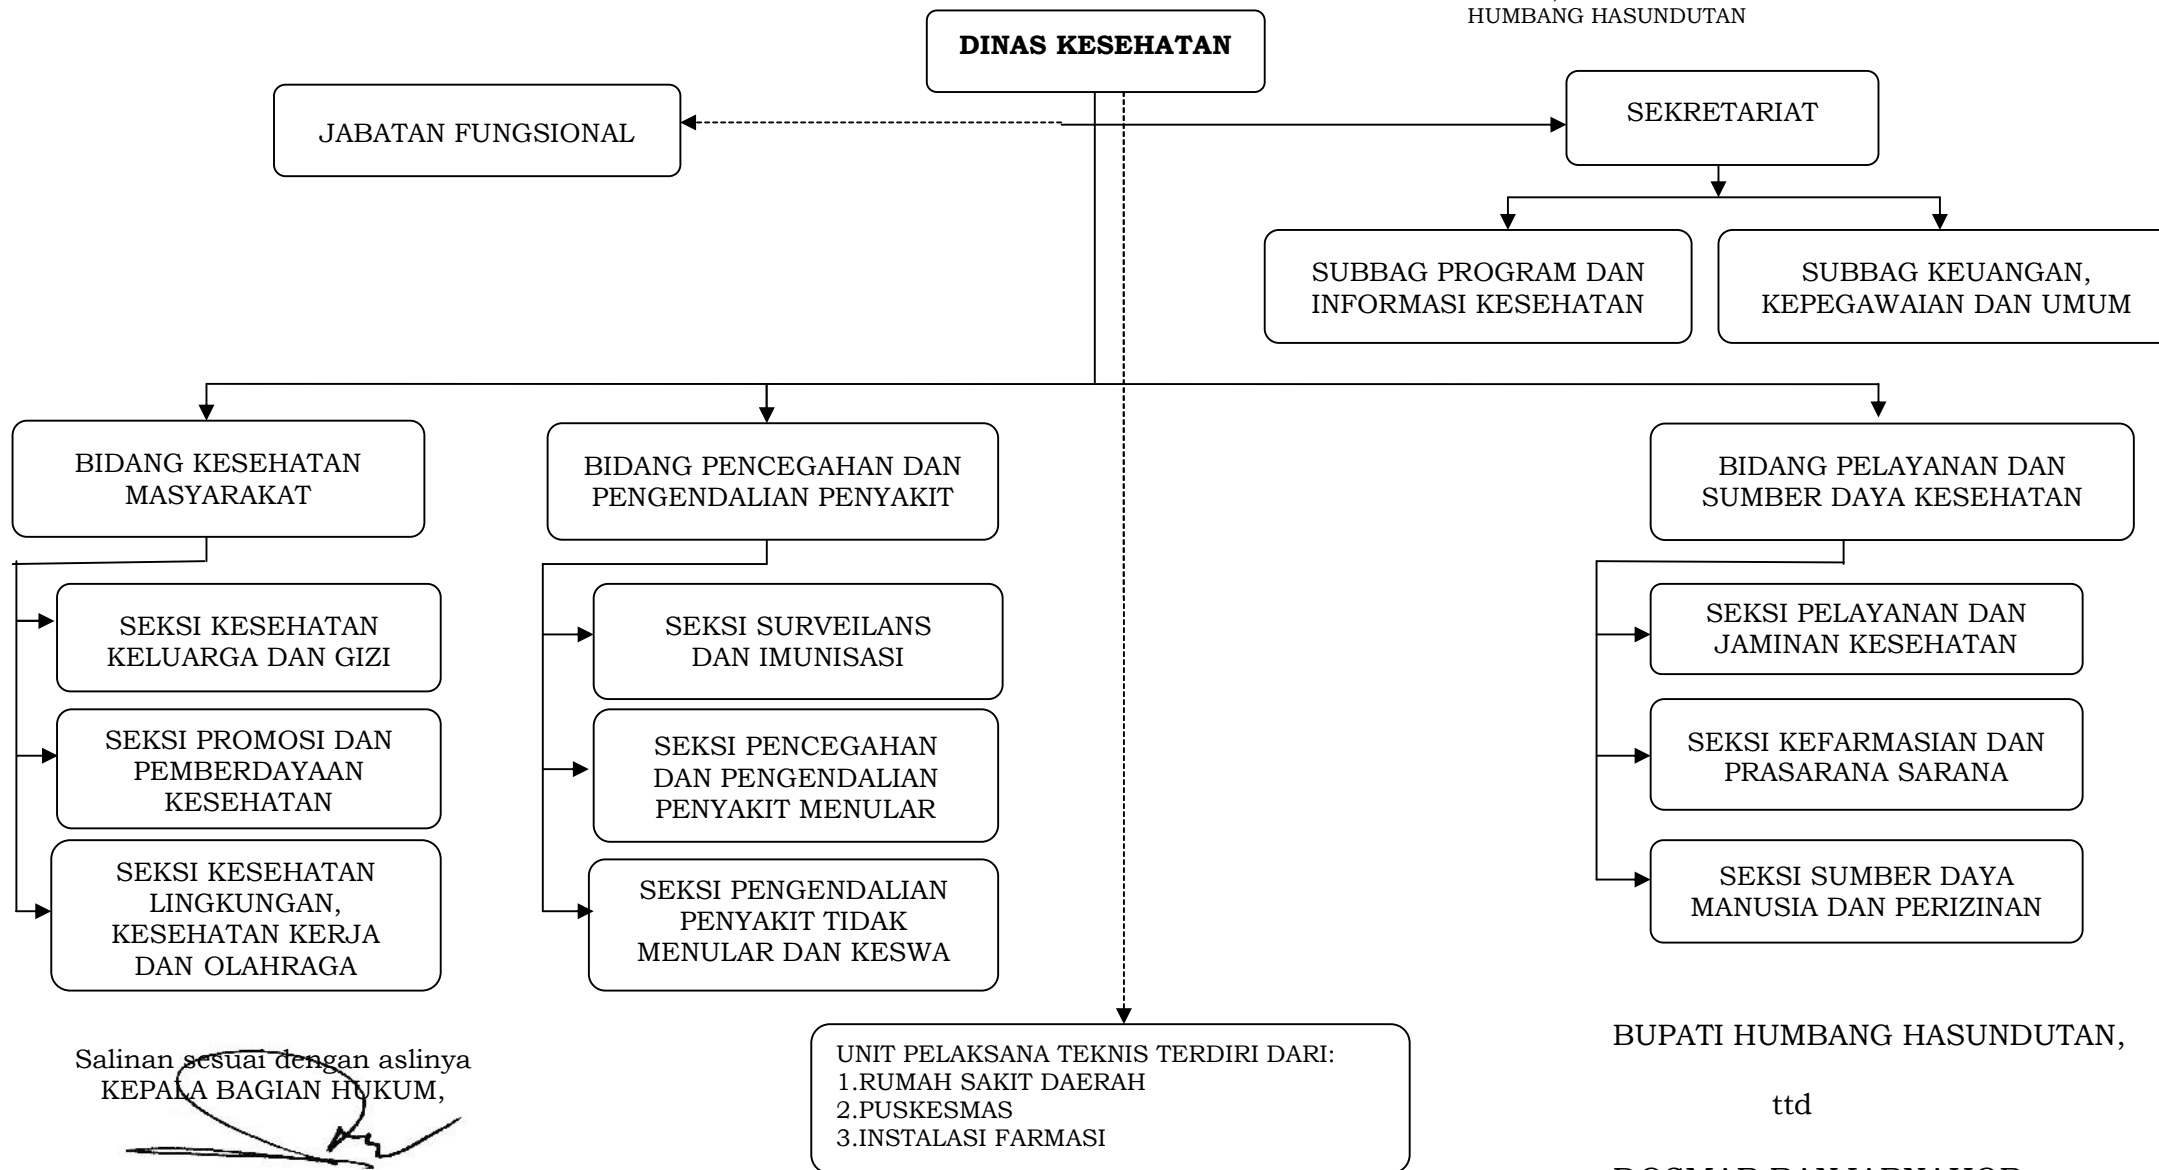 HUMBANG HASUNDUTAN
DINAS KESEHATAN
JABATAN FUNGSIONAL
SEKRETARIAT
SUBBAG PROGRAM DAN
INFORMASI KESEHATAN
SUBBAG KEUANGAN,
KEPEGAWAIAN DAN UMUM
BIDANG KESEHATAN
MASYARAKAT
BIDANG PENCEGAHAN DAN
PENGENDALIAN PENYAKIT
BIDANG PELAYANAN DAN
SUMBER DAYA KESEHATAN
SEKSI KESEHATAN
KELUARGA DAN GIZI
SEKSI PROMOSI DAN
PEMBERDAYAAN
KESEHATAN
SEKSI KESEHATAN
LINGKUNGAN,
KESEHATAN KERJA
DAN OLAHRAGA
SEKSI SURVEILANS
DAN IMUNISASI
SEKSI PENCEGAHAN
DAN PENGENDALIAN
PENYAKIT MENULAR
SEKSI PENGENDALIAN
PENYAKIT TIDAK
MENULAR DAN KESWA
SEKSI PELAYANAN DAN
JAMINAN KESEHATAN
SEKSI KEFARMASIAN DAN
PRASARANA SARANA
SEKSI SUMBER DAYA
MANUSIA DAN PERIZINAN
Salinan sesuai dengan aslinya
KEPALA BAGIAN HUKUM,
UNIT PELAKSANA TEKNIS TERDIRI DARI:
1.RUMAH SAKIT DAERAH
2.PUSKESMAS
3.INSTALASI FARMASI
BUPATI HUMBANG HASUNDUTAN,
ttd